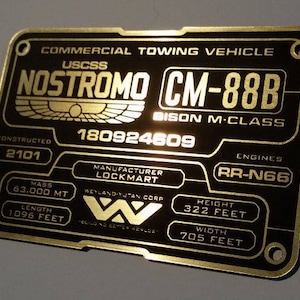 COMMERCIAL TOWING VEHICLE
USCSS
NOSTROMO
CM-88B
BISON M-CLASS
180924609
CONSTRUCTED
2101
ENGINES
RR-N66
MANUFACTURER
LOCKMART
MASS
63.000 MT
LENGTH
1096 FEET
WEYLAND-YUTANI CORP
HEIGHT
322 FEET
WIDTH
705 FEET